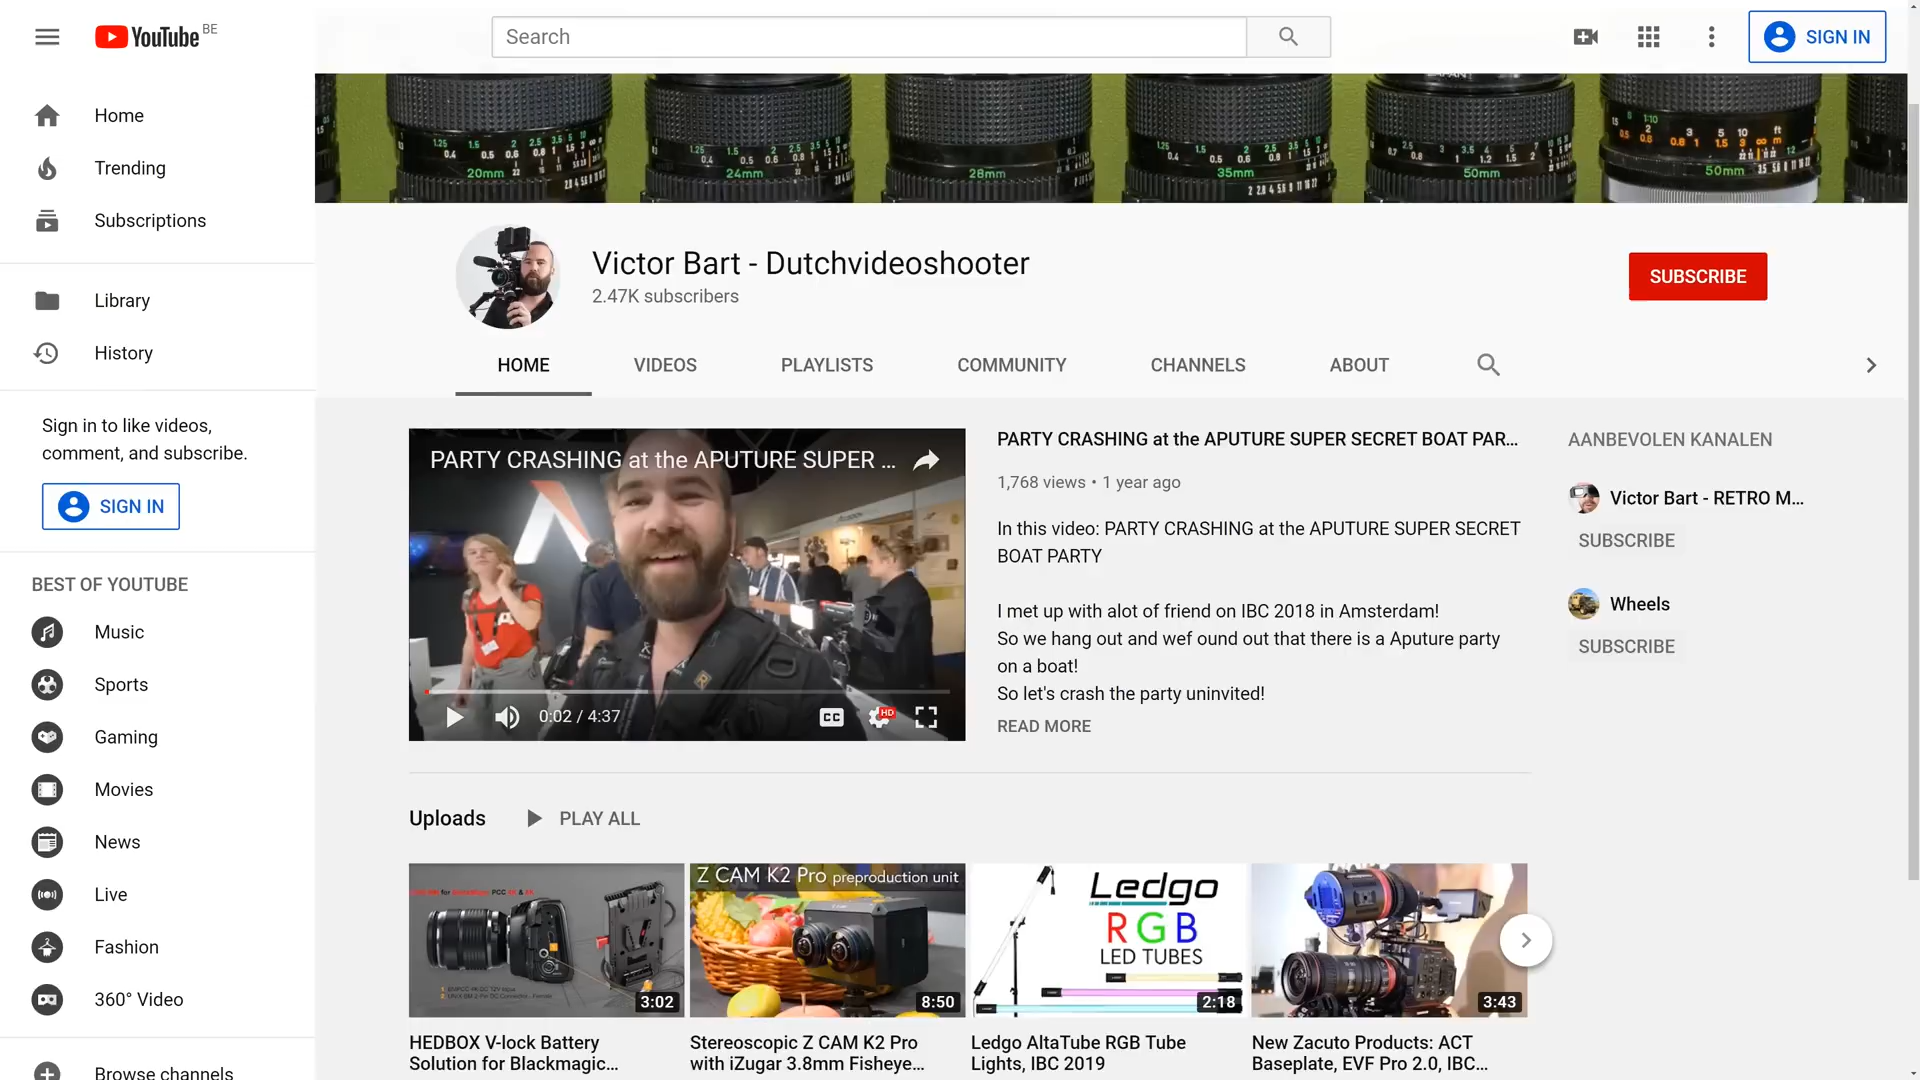 YouTube BE
Search
SIGN IN
Home
Trending
Subscriptions
Library
History
Sign in to like videos,
comment, and subscribe.
SIGN IN
BEST OF YOUTUBE
Music
Sports
Gaming
Movies
News
Live
Fashion
360° Video
Browse channels
20mm
24mm
28mm
35mm
50mm
50mm
Victor Bart - Dutchvideoshooter
2.47K subscribers
SUBSCRIBE
HOME VIDEOS PLAYLISTS COMMUNITY CHANNELS ABOUT
PARTY CRASHING at the APUTURE SUPER ...
0:02 / 4:37
CC
HD
PARTY CRASHING at the APUTURE SUPER SECRET BOAT PAR...
1,768 views • 1 year ago
In this video: PARTY CRASHING at the APUTURE SUPER SECRET
BOAT PARTY
I met up with alot of friend on IBC 2018 in Amsterdam!
So we hang out and wef ound out that there is a Aputure party
on a boat!
So let's crash the party uninvited!
READ MORE
AANBEVOLEN KANALEN
Victor Bart - RETRO M...
SUBSCRIBE
Wheels
SUBSCRIBE
Uploads PLAY ALL
3:02
HEDBOX V-lock Battery
Solution for Blackmagic...
Z CAM K2 Pro preproduction unit
8:50
Stereoscopic Z CAM K2 Pro
with iZugar 3.8mm Fisheye...
Ledgo
RGB
LED TUBES
2:18
Ledgo AltaTube RGB Tube
Lights, IBC 2019
3:43
New Zacuto Products: ACT
Baseplate, EVF Pro 2.0, IBC...